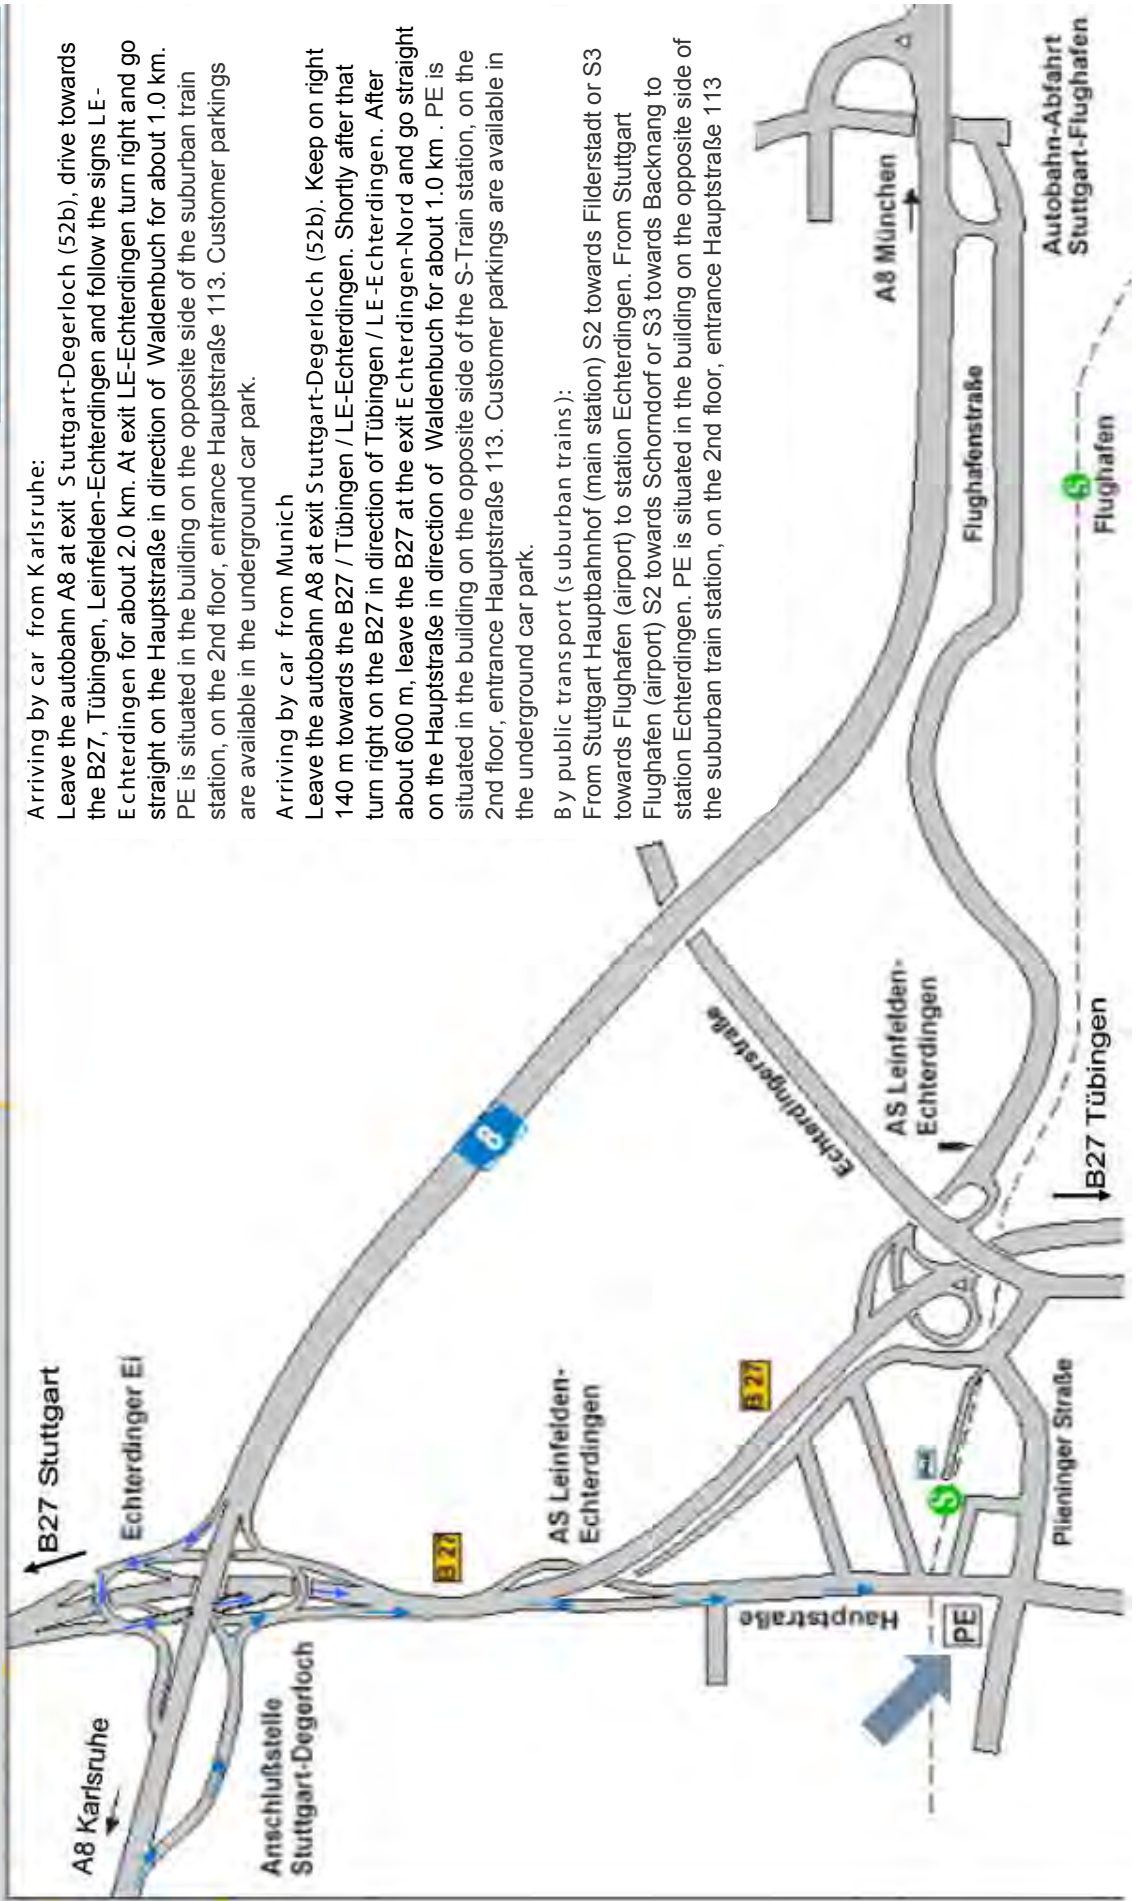 Arriving by car from Karlsruhe:
Leave the autobahn A8 at exit Stuttgart-Degerloch (52b), drive towards
the B27, Tübingen, Leinfelden-Echterdingen and follow the signs LE-
Echterdingen for about 2.0 km. At exit LE-Echterdingen turn right and go
straight on the Hauptstraße in direction of Waldenbuch for about 1.0 km.
PE is situated in the building on the opposite side of the suburban train
station, on the 2nd floor, entrance Hauptstraße 113. Customer parkings
are available in the underground car park.
Arriving by car from Munich
Leave the autobahn A8 at exit Stuttgart-Degerloch (52b). Keep on right
140 m towards the B27 / Tübingen / LE-Echterdingen. Shortly after that
turn right on the B27 in direction of Tübingen / LE-Echterdingen. After
about 600 m, leave the B27 at the exit Echterdingen-Nord and go straight
on the Hauptstraße in direction of Waldenbuch for about 1.0 km . PE is
situated in the building on the opposite side of the S-Train station, on the
2nd floor, entrance Hauptstraße 113. Customer parkings are available in
the underground car park.
By public transport (suburban trains):
From Stuttgart Hauptbahnhof (main station) S2 towards Filderstadt or S3
towards Flughafen (airport) to station Echterdingen. From Stuttgart
Flughafen (airport) S2 towards Schorndorf or S3 towards Backnang to
station Echterdingen. PE is situated in the building on the opposite side of
the suburban train station, on the 2nd floor, entrance Hauptstraße 113
B27 Stuttgart
A8 Karlsruhe
Echterdinger Ei
Anschlußstelle
Stuttgart-Degerloch
8
B 27
AS Leinfelden-
Echterdingen
B 27
Hauptstraße
PE
S
Plieninger Straße
Echterdingerstraße
AS Leinfelden-
Echterdingen
B27 Tübingen
A8 München
Flughafenstraße
S
Flughafen
Autobahn-Abfahrt
Stuttgart-Flughafen